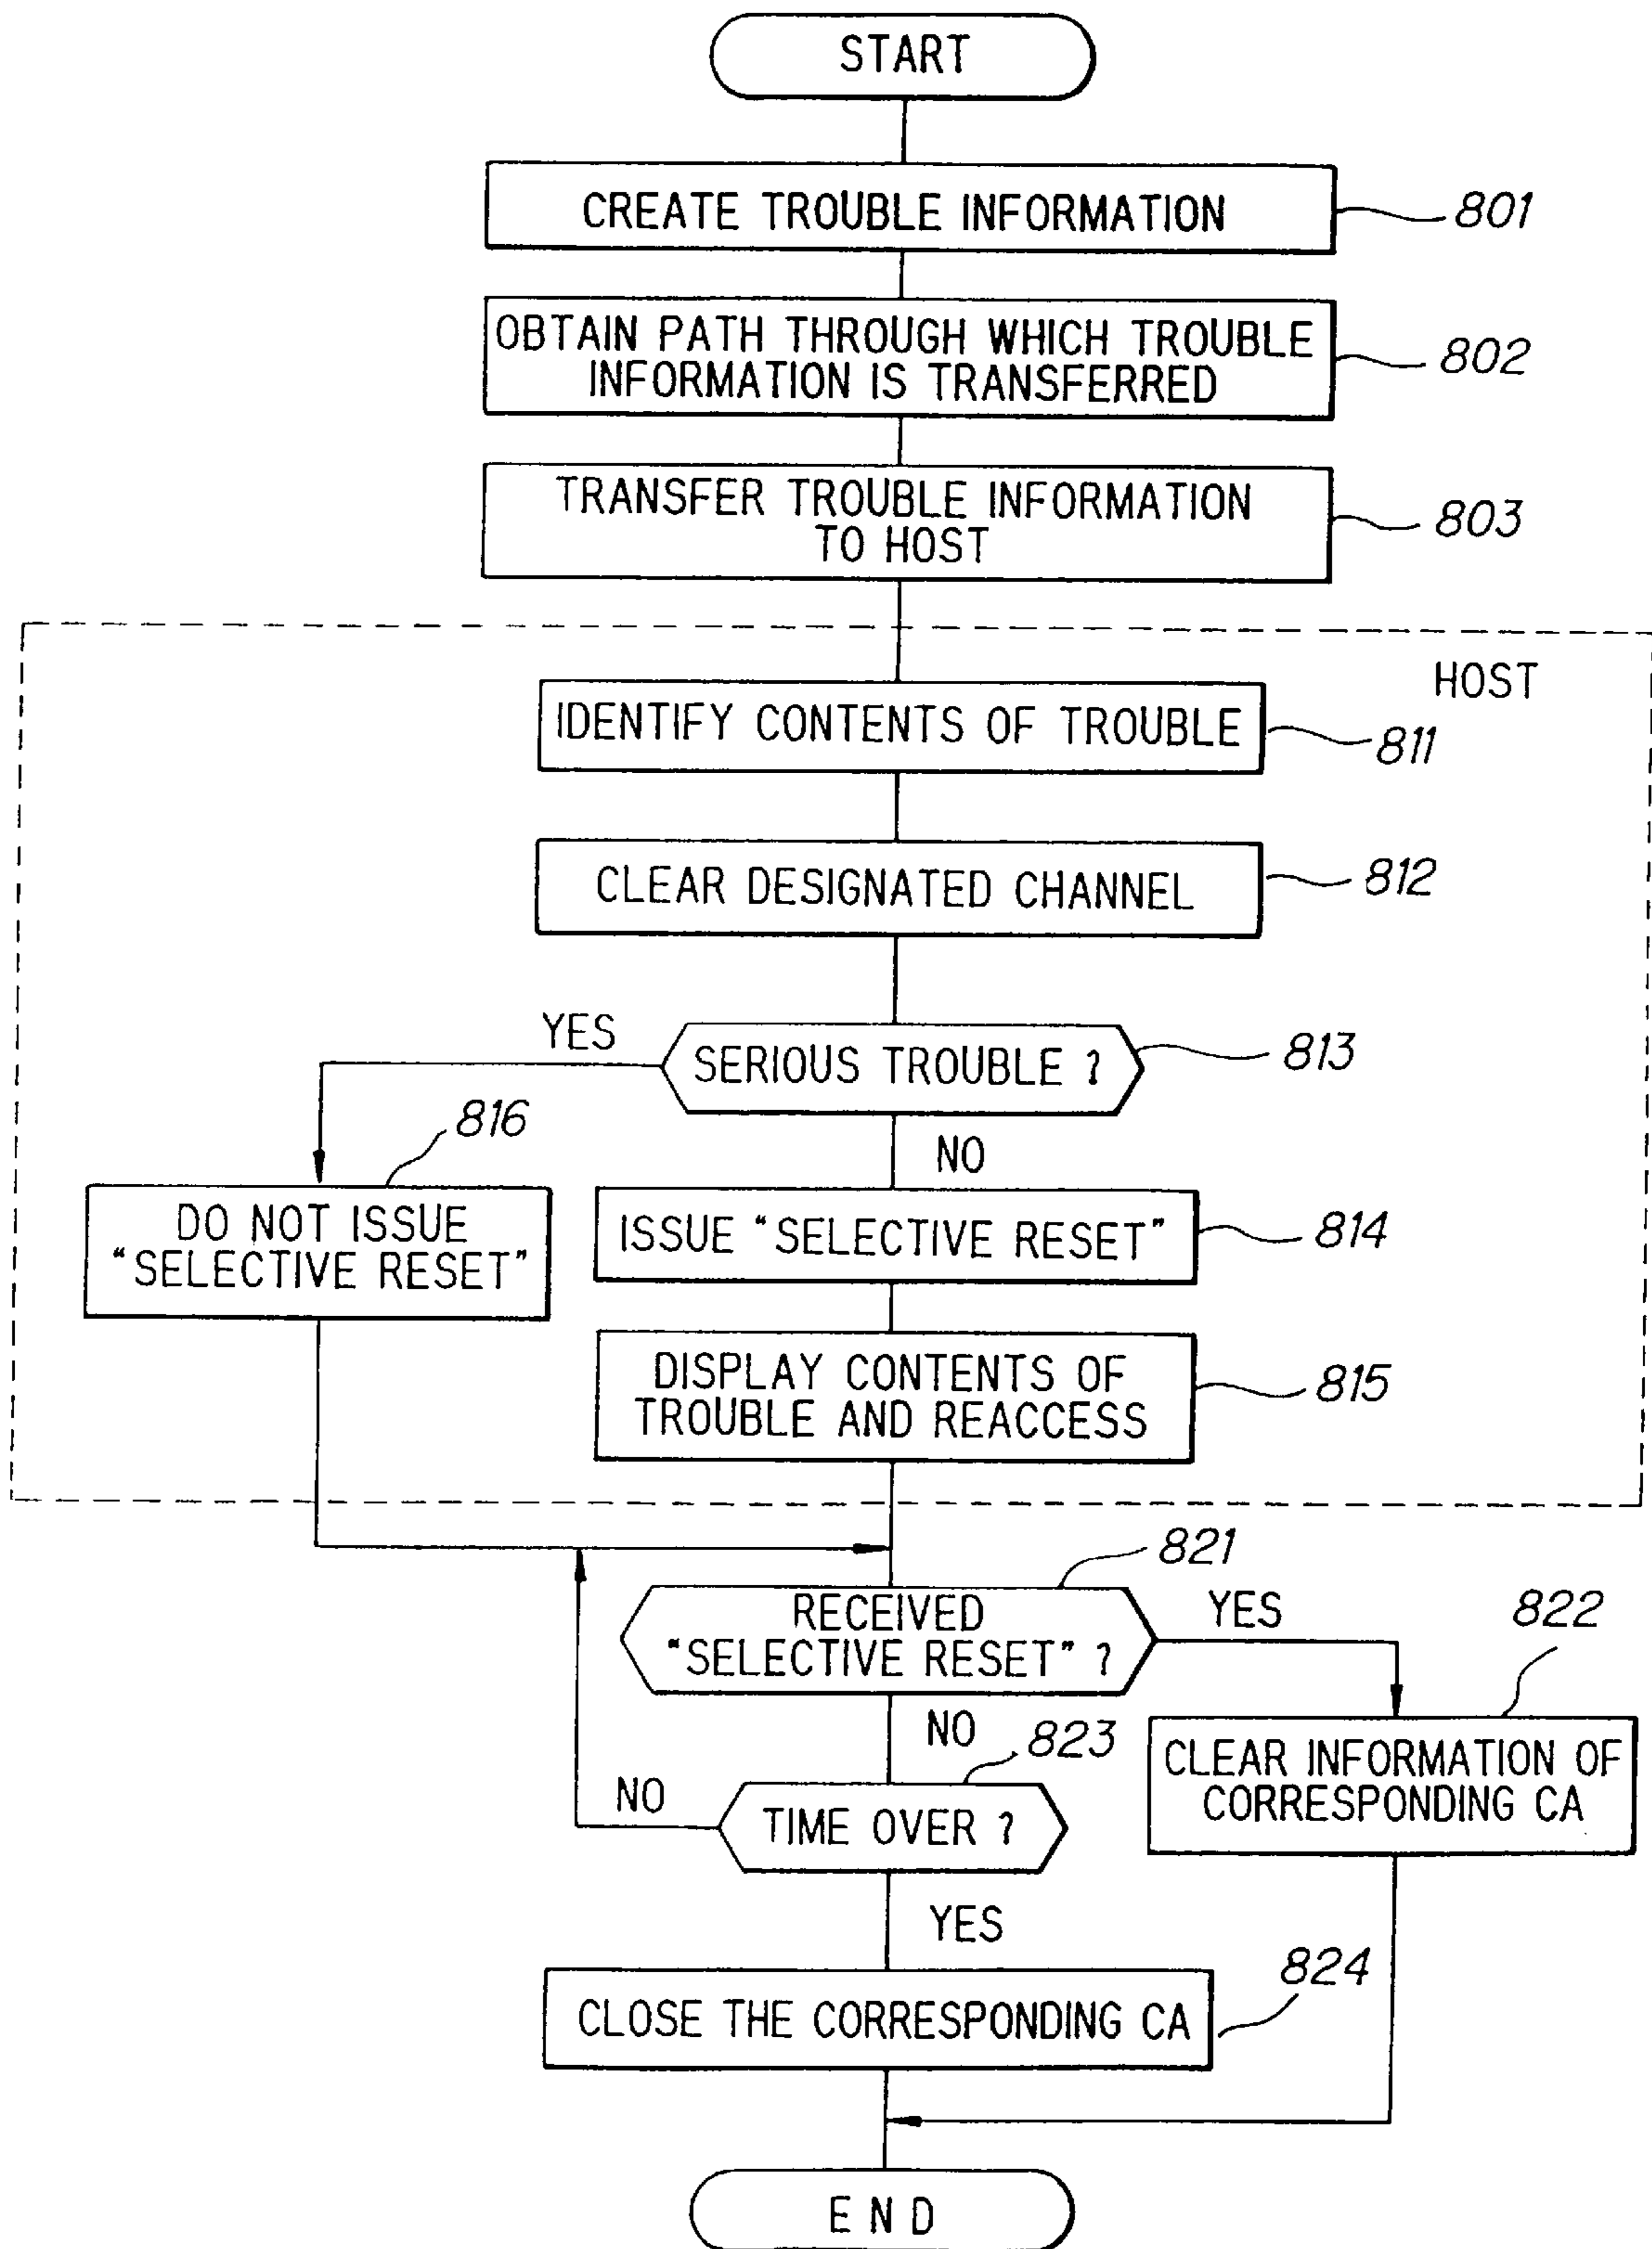 START
CREATE TROUBLE INFORMATION
801
OBTAIN PATH THROUGH WHICH TROUBLE
INFORMATION IS TRANSFERRED
802
TRANSFER TROUBLE INFORMATION
TO HOST
803
HOST
IDENTIFY CONTENTS OF TROUBLE
811
CLEAR DESIGNATED CHANNEL
812
YES
SERIOUS TROUBLE ?
813
816
NO
DO NOT ISSUE
"SELECTIVE RESET"
ISSUE "SELECTIVE RESET"
814
DISPLAY CONTENTS OF
TROUBLE AND REACCESS
815
821
RECEIVED
"SELECTIVE RESET" ?
YES
822
NO
823
CLEAR INFORMATION OF
CORRESPONDING CA
NO
TIME OVER ?
YES
824
CLOSE THE CORRESPONDING CA
END